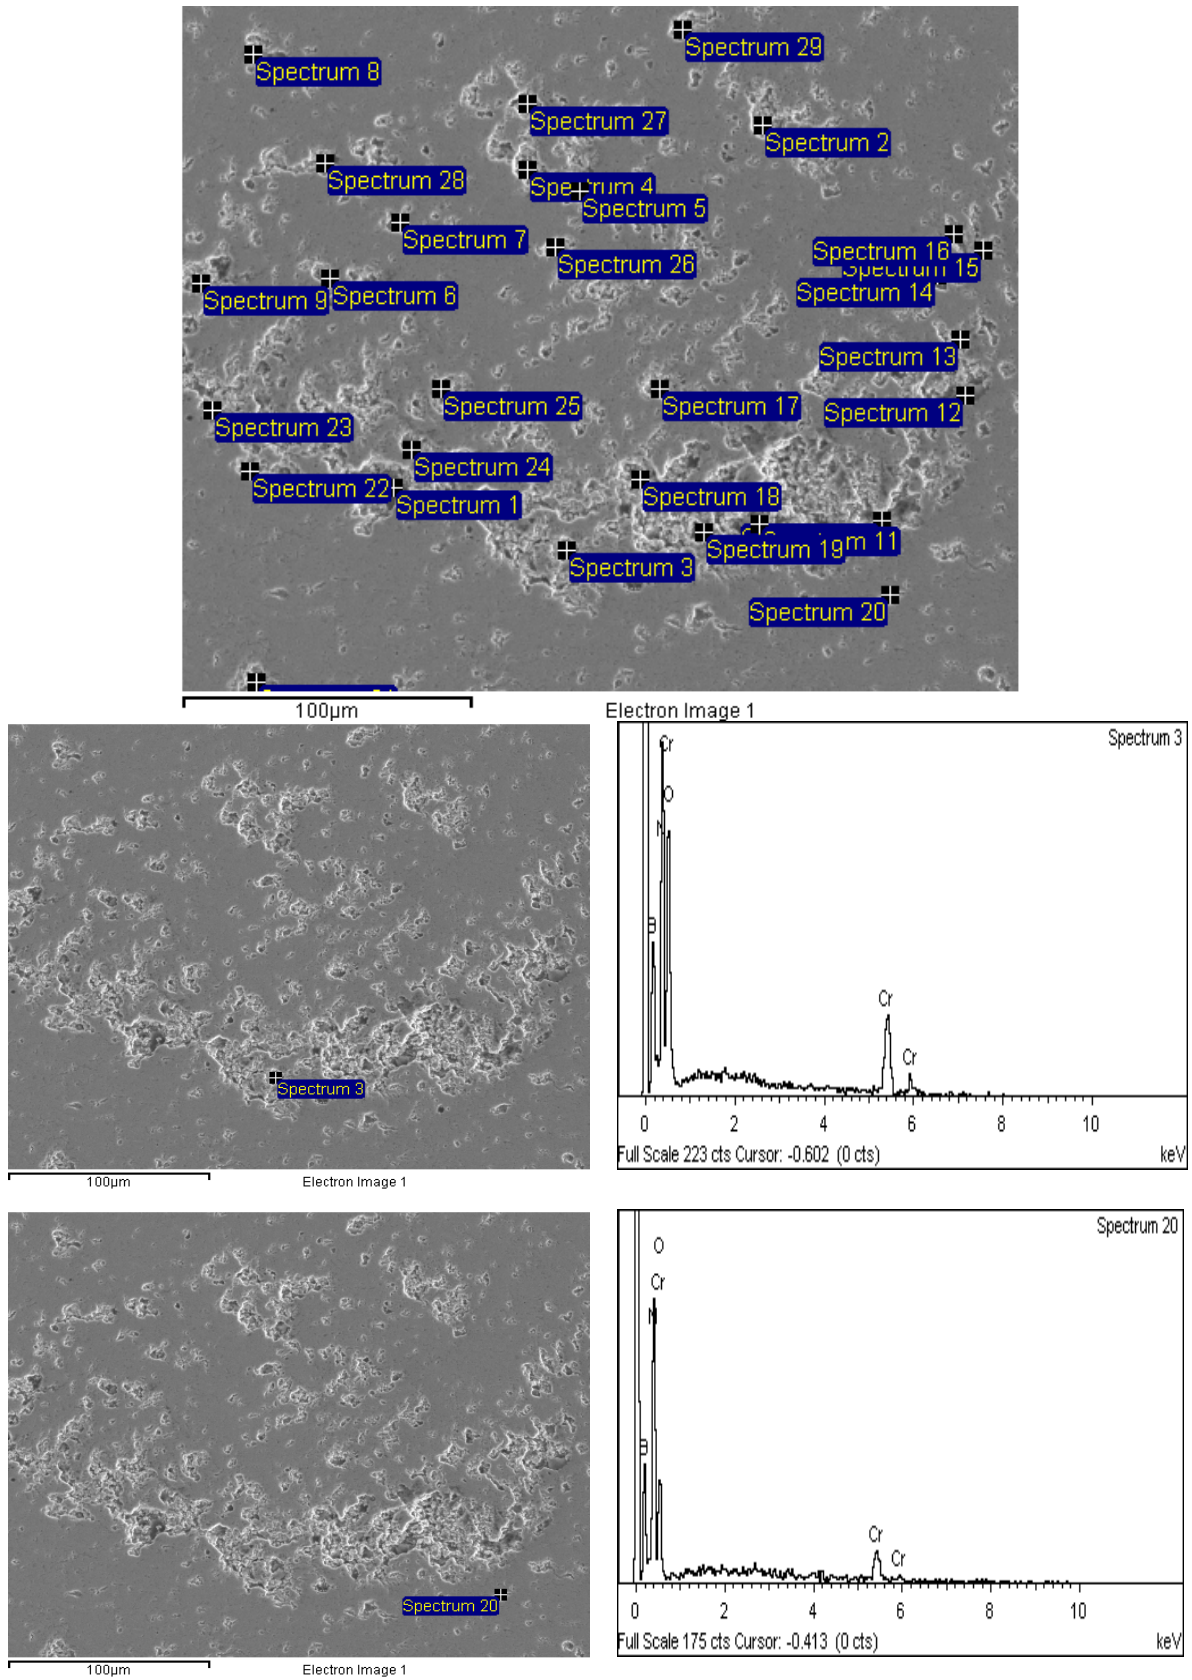 Spectrum 29
Spectrum 8
Spectrum 27
Spectrum 2
Spectrum 28
Spectrum 4
Spectrum 5
Spectrum 7
Spectrum 16
Spectrum 26
Spectrum 15
Spectrum 14
Spectrum 9
Spectrum 6
Spectrum 13
Spectrum 25
Spectrum 17
Spectrum 12
Spectrum 23
Spectrum 24
Spectrum 22
Spectrum 18
Spectrum 1
m 11
Spectrum 19
Spectrum 3
Spectrum 20
100µm
Electron Image 1
Spectrum 3
100µm
Electron Image 1
Spectrum 3
Cr
O
N
B
Cr
Cr
0 2 4 6 8 10
Full Scale 223 cts Cursor: -0.602 (0 cts)
keV
Spectrum 20
100µm
Electron Image 1
Spectrum 20
O
Cr
N
B
Cr
Cr
0 2 4 6 8 10
Full Scale 175 cts Cursor: -0.413 (0 cts)
keV